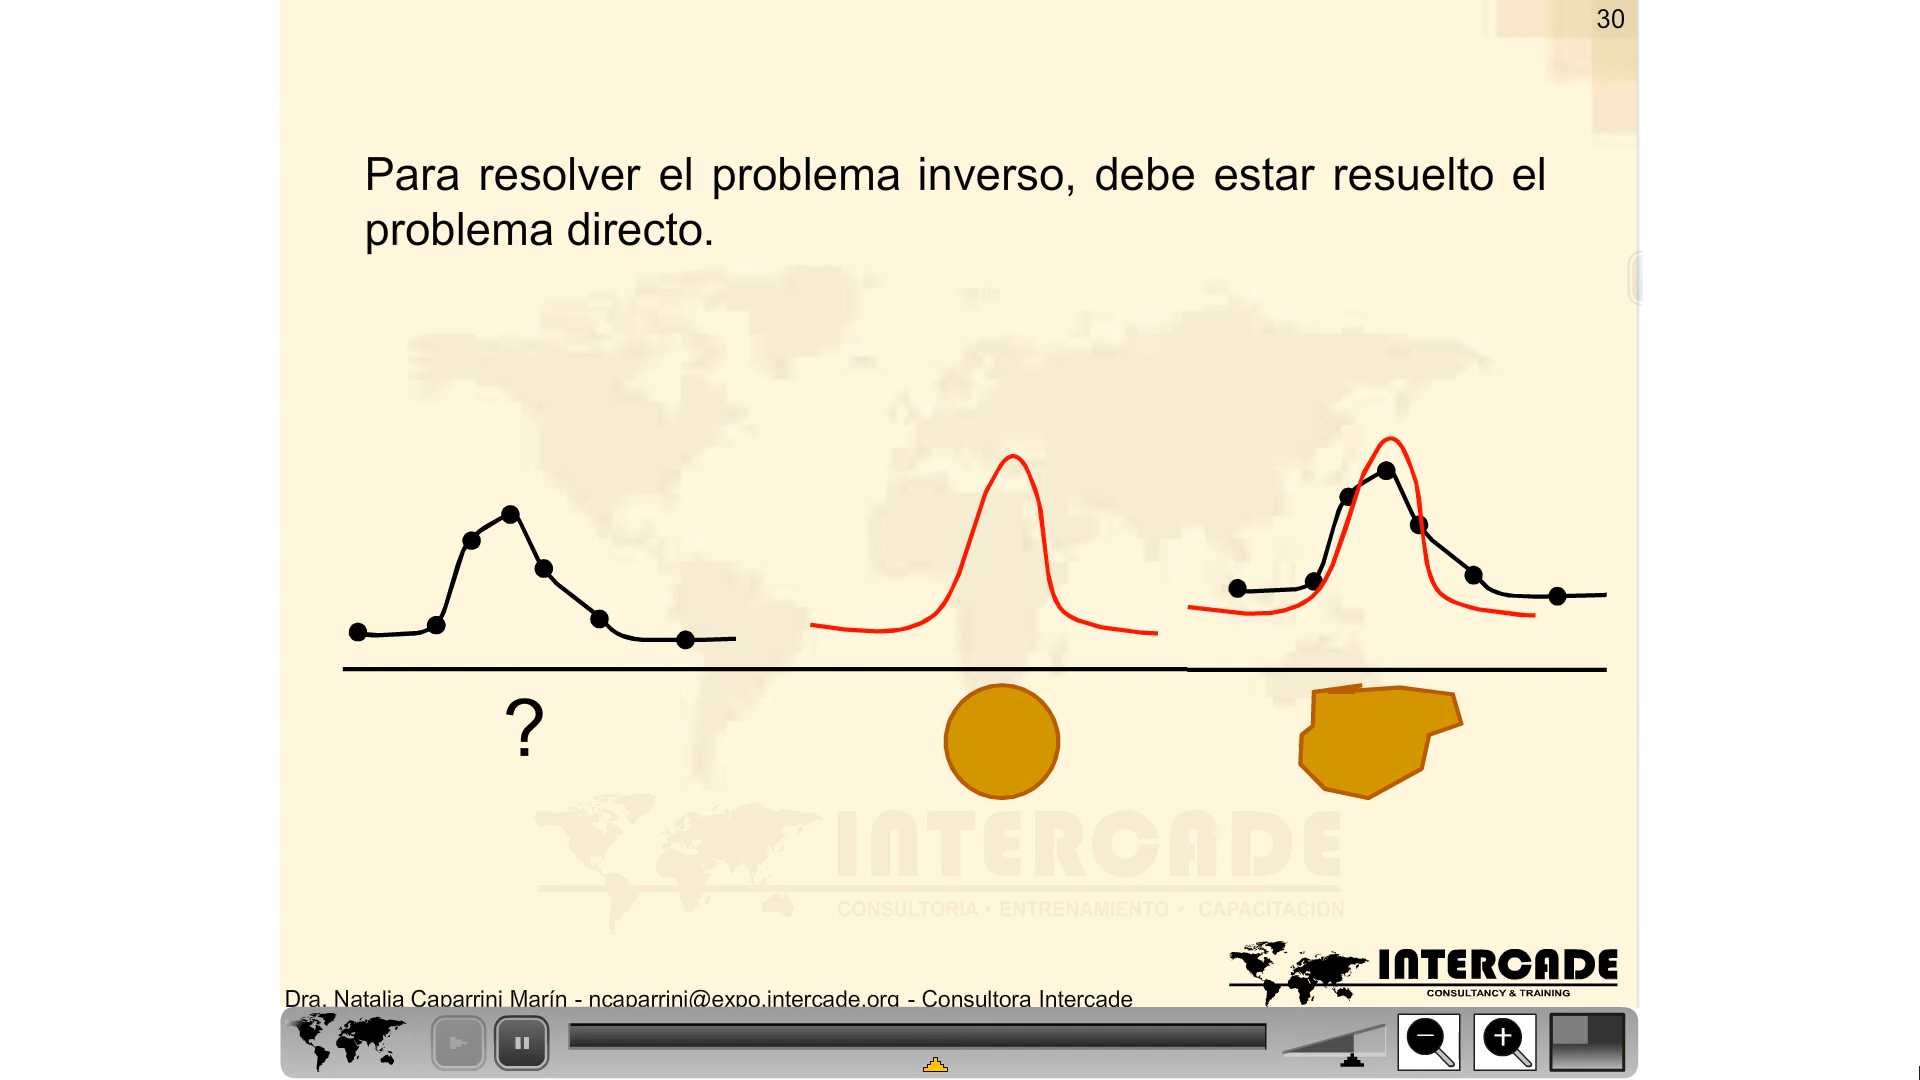 30
Para resolver el problema inverso, debe estar resuelto el
problema directo.
?
INTERCADE
CONSULTORIA • ENTRENAMIENTO • CAPACITACION
INTERCADE
CONSULTANCY & TRAINING
Dra. Natalia Caparrini Marín - ncaparrini@expo.intercade.org - Consultora Intercade